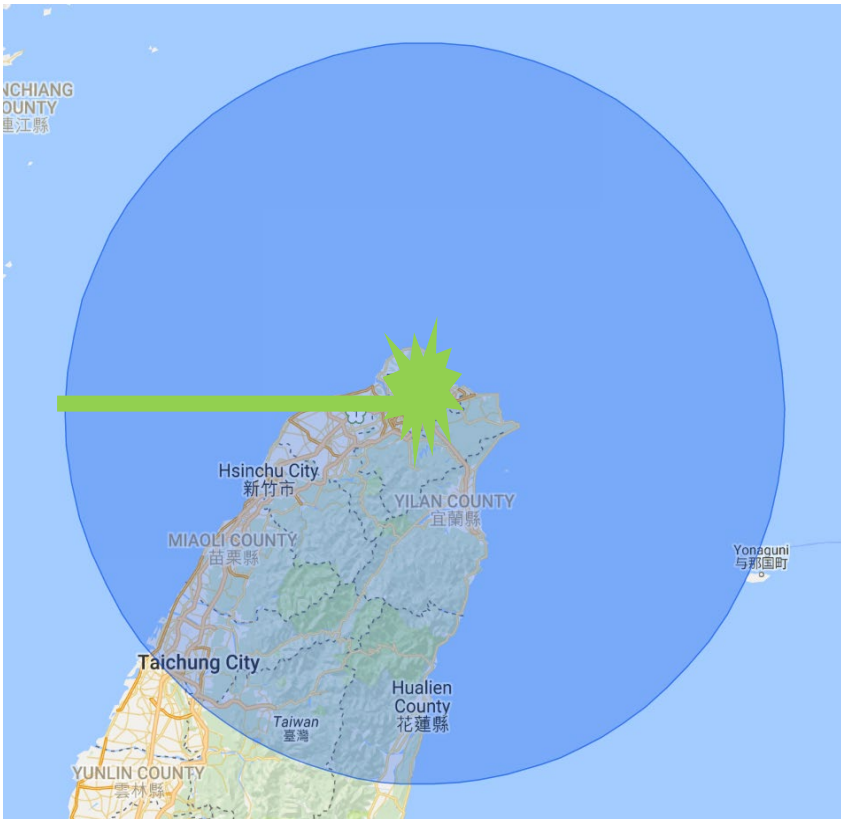 NCHIANG
OUNTY
連江縣
Hsinchu City
新竹市
YILAN COUNTY
宜蘭縣
MIAOLI COUNTY
苗栗縣
Yonaguni
与那国町
Taichung City
Hualien
County
花蓮縣
Taiwan
臺灣
YUNLIN COUNTY
雲林縣